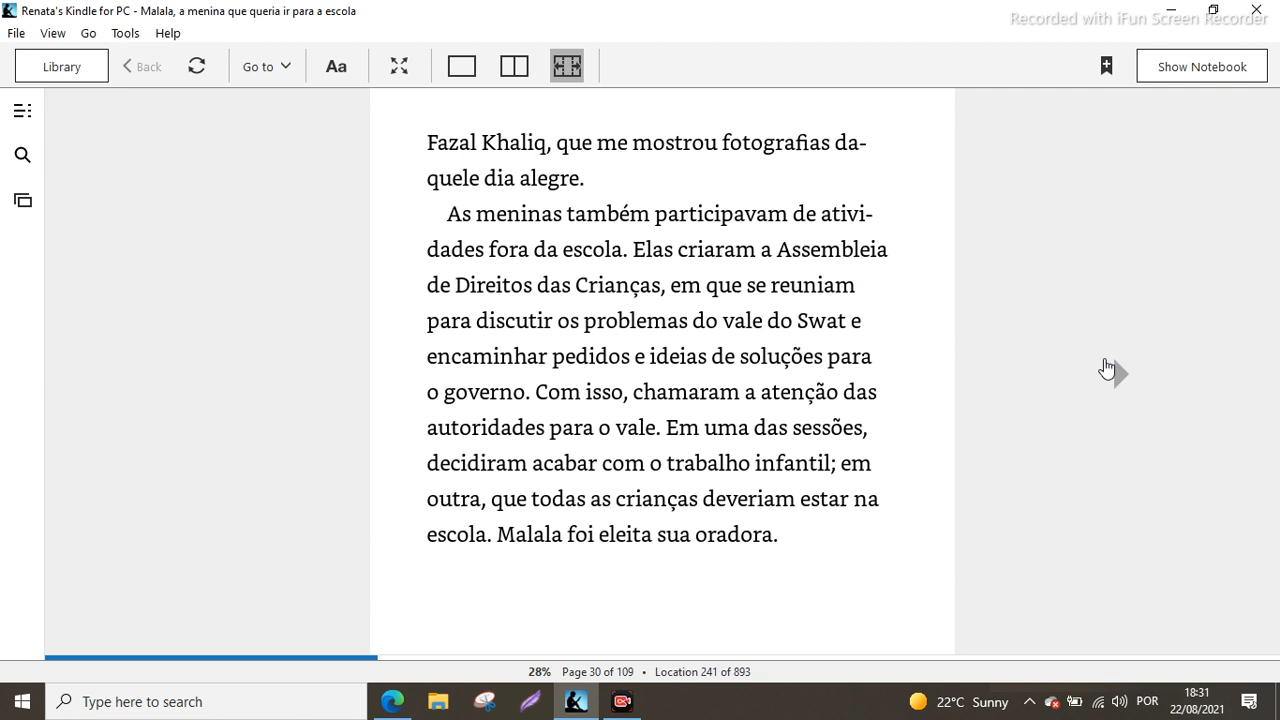 Renata's Kindle for PC - Malala, a menina que queria ir para a escola
Recorded with iFun Screen Recorder
File View Go Tools Help
Library Back Go to Aa Show Notebook
Fazal Khaliq, que me mostrou fotografias da-
quele dia alegre.
As meninas também participavam de ativi-
dades fora da escola. Elas criaram a Assembleia
de Direitos das Crianças, em que se reuniam
para discutir os problemas do vale do Swat e
encaminhar pedidos e ideias de soluções para
o governo. Com isso, chamaram a atenção das
autoridades para o vale. Em uma das sessões,
decidiram acabar com o trabalho infantil; em
outra, que todas as crianças deveriam estar na
escola. Malala foi eleita sua oradora.
28% Page 30 of 109 • Location 241 of 893
Type here to search 22°C Sunny POR 18:31
22/08/2021